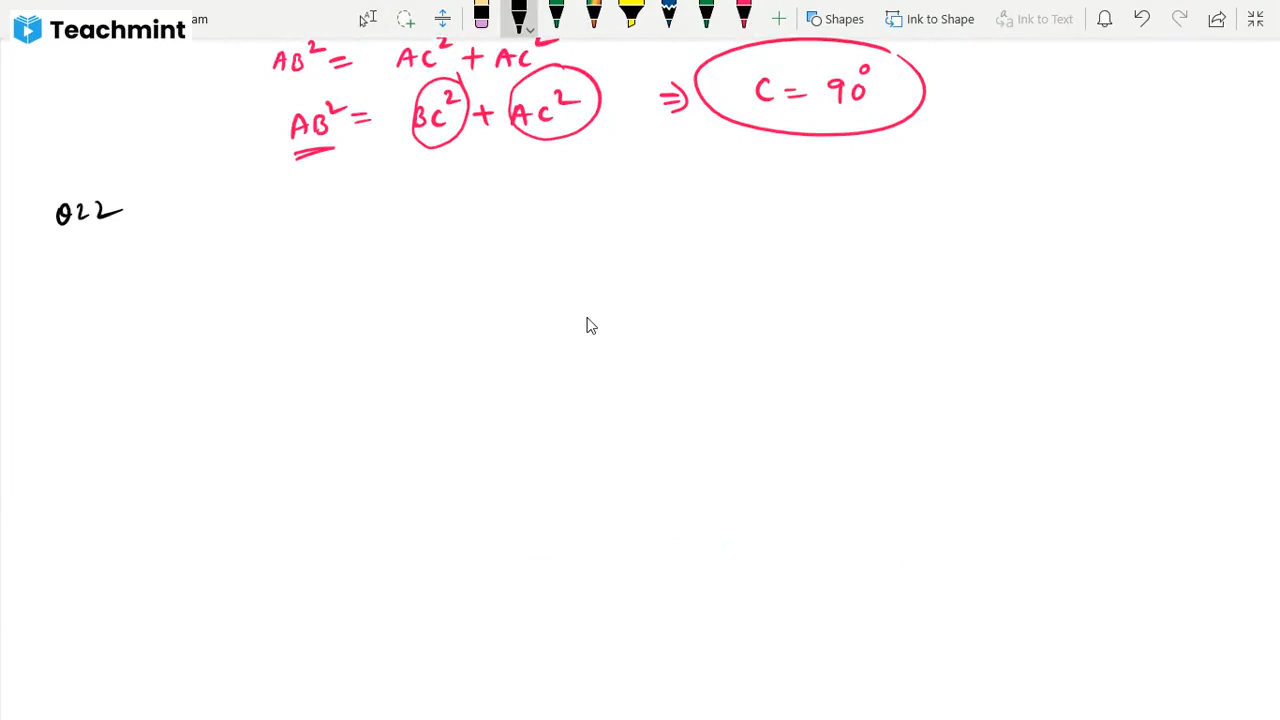 Teachmint am Shapes Ink to Shape Ink to Text
AB² = AC² + AC²
AB² = BC² + AC² ⇒ C = 90°
Q22